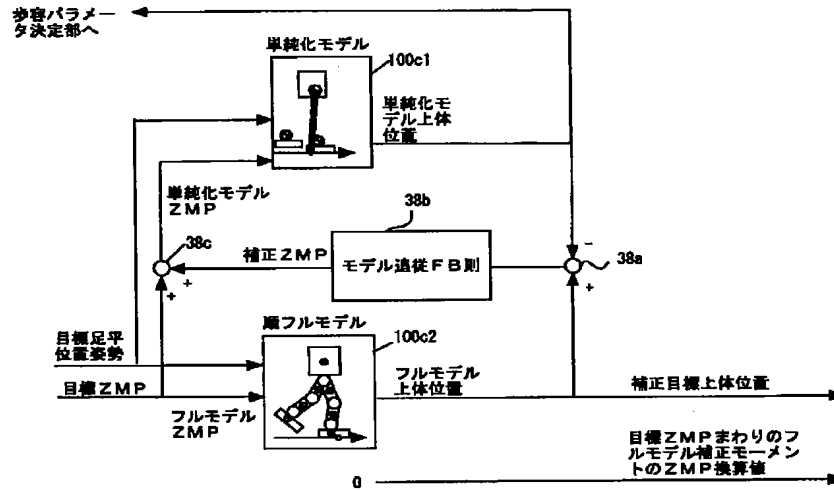 歩容パラメー
タ決定部へ
単純化モデル
100c1
単純化モ
デル上体
位置
単純化モデル
ZMP
38b
38c
補正ZMP
モデル追従FB則
-
38a
+
+
+
順フルモデル
100c2
目標足平
位置姿勢
目標ZMP
フルモデル
ZMP
フルモデル
上体位置
補正目標上体位置
目標ZMPまわりのフ
ルモデル補正モーメン
トのZMP換算値
0